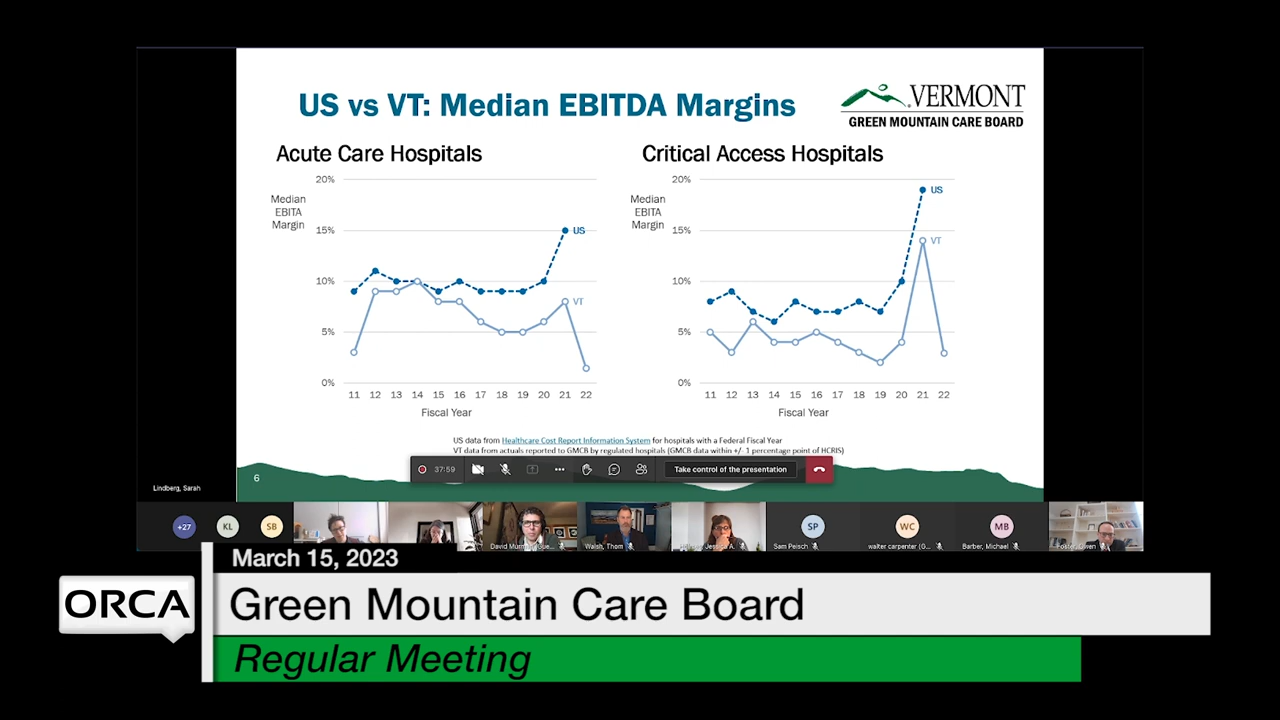 US vs VT: Median EBITDA Margins
VERMONT
GREEN MOUNTAIN CARE BOARD
Acute Care Hospitals
Critical Access Hospitals
Median
EBITA
Margin
20%
15%
10%
5%
0%
US
VT
11 12 13 14 15 16 17 18 19 20 21 22
Fiscal Year
Median
EBITA
Margin
20%
15%
10%
5%
0%
US
VT
11 12 13 14 15 16 17 18 19 20 21 22
Fiscal Year
US data from Healthcare Cost Report Information System for hospitals with a Federal Fiscal Year
VT data from actuals reported to GMCB by regulated hospitals (GMCB data within +/- 1 percentage point of HCRIS)
37:59
Take control of the presentation
6
Lindberg, Sarah
+27
KL
SB
David
Walsh, Thom
Jessica A.
SP
Sam Peisch
WC
walter carpenter (G...
MB
Barber, Michael
March 15, 2023
ORCA
Green Mountain Care Board
Regular Meeting